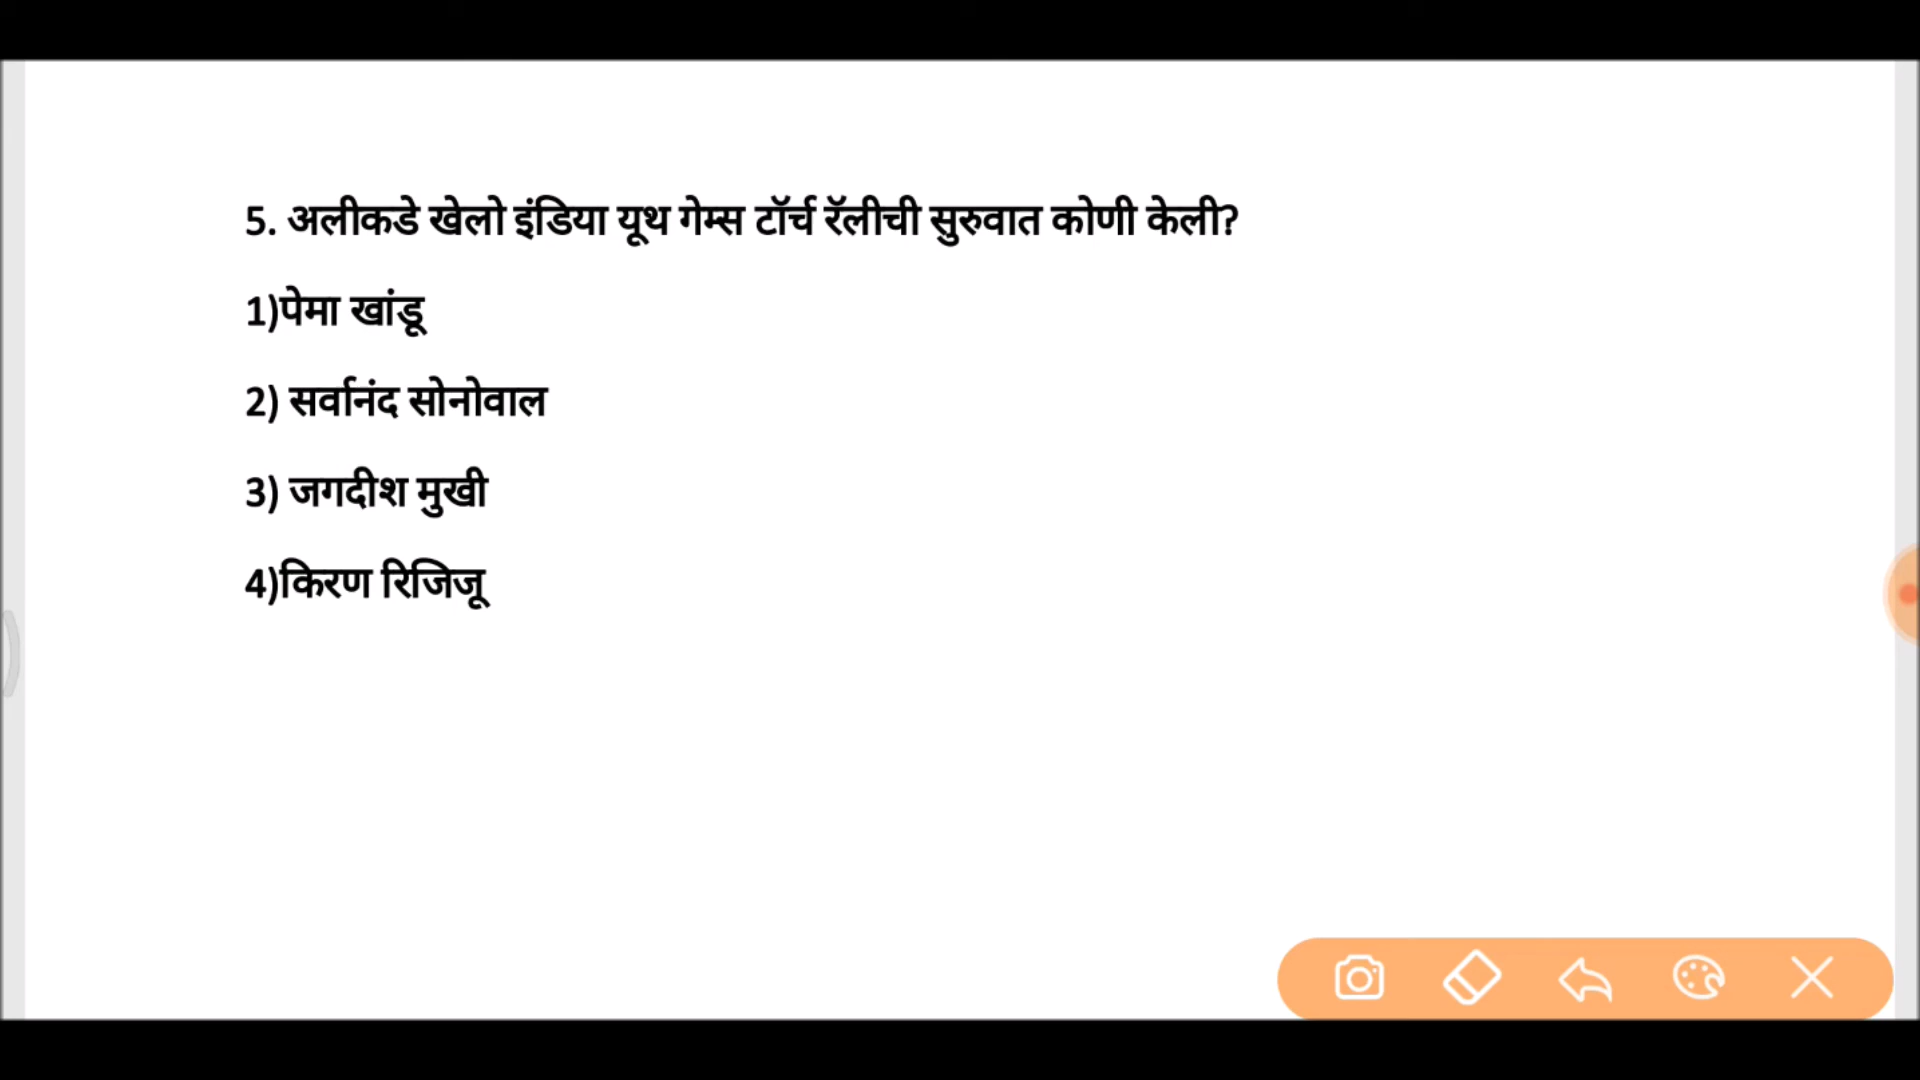 5. अलीकडे खेलो इंडिया यूथ गेम्स टॉर्च रॅलीची सुरुवात कोणी केली?
1)पेमा खांडू
2) सर्वानंद सोनोवाल
3) जगदीश मुखी
4)किरण रिजिजू